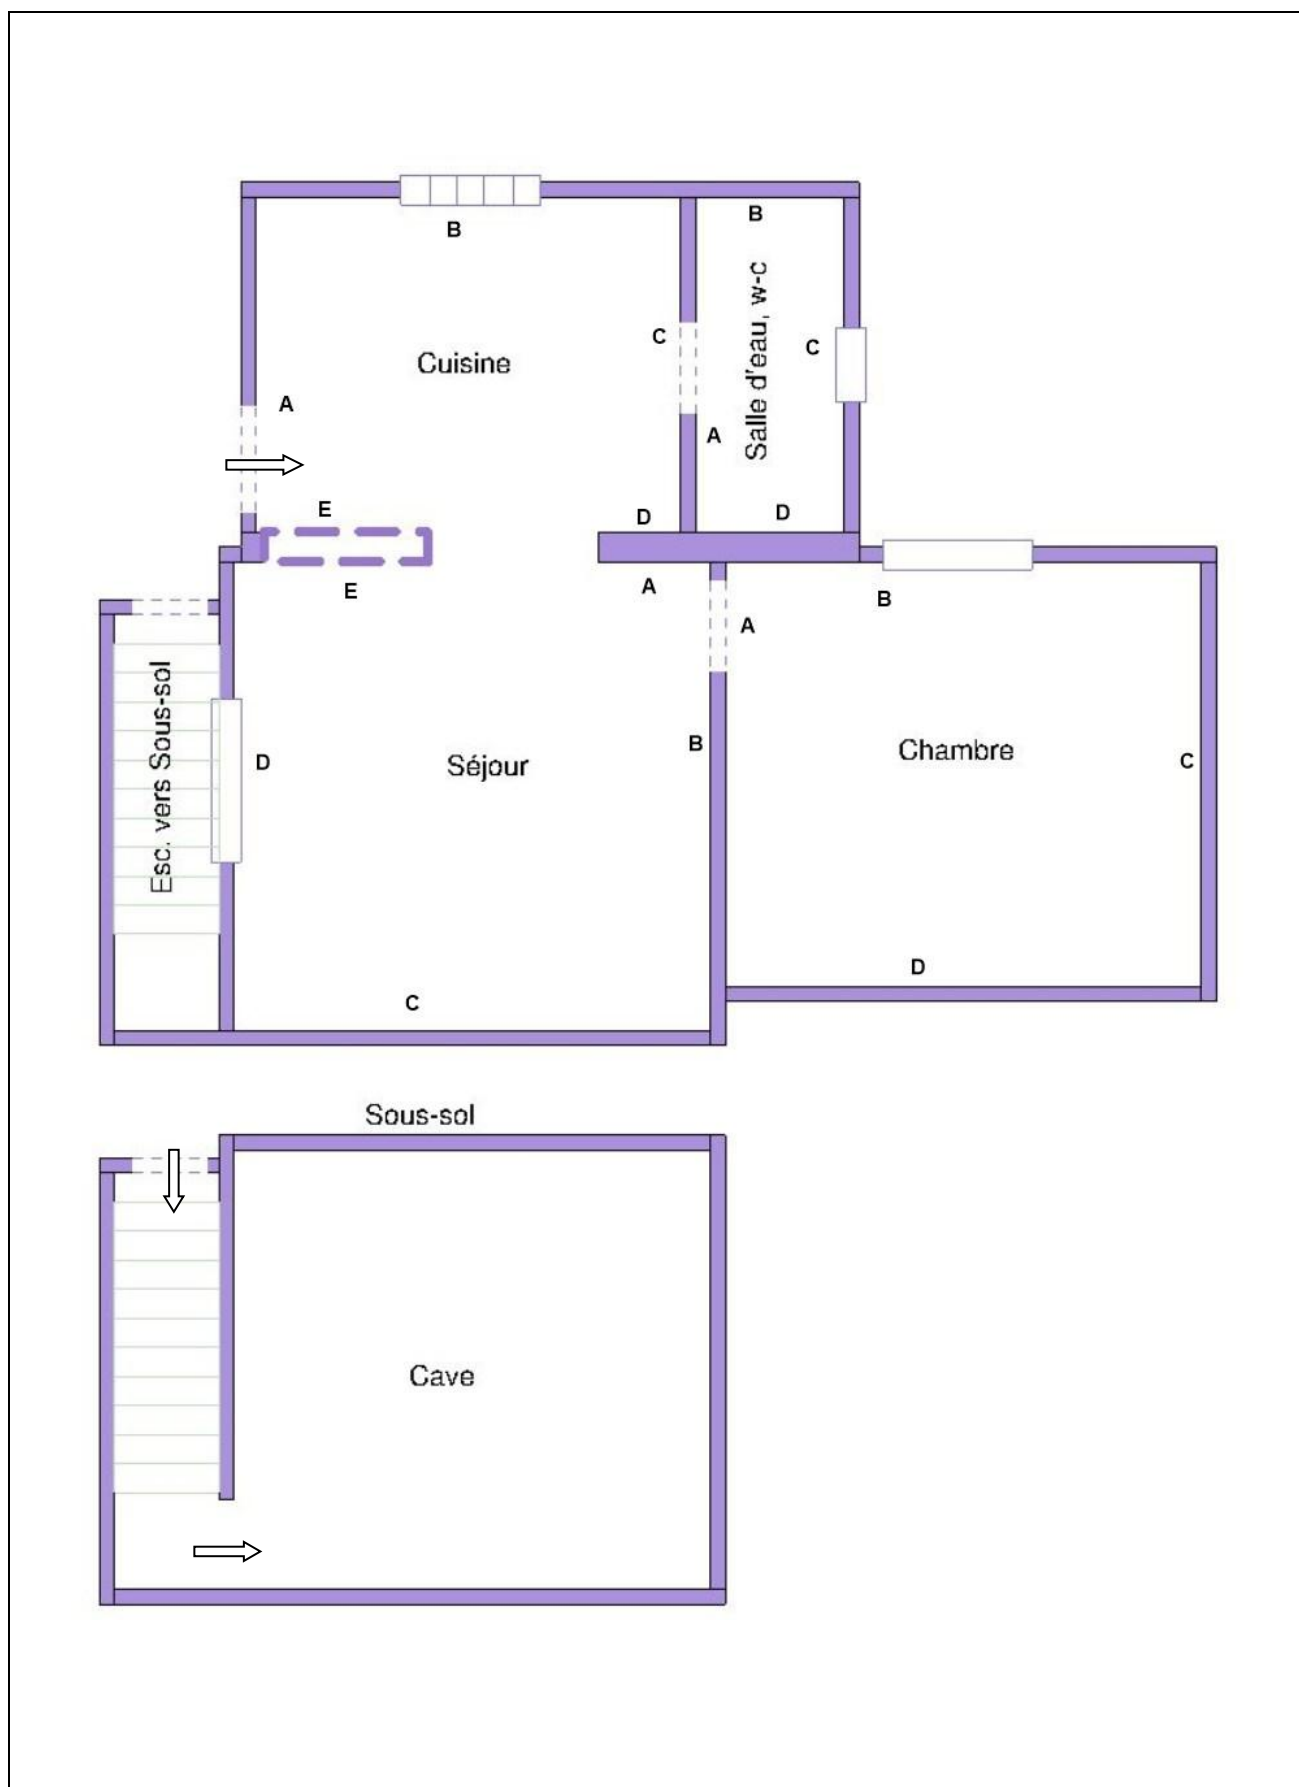 B
B
Salle d'eau, w-c
C
C
Cuisine
A
A
E
D
D
E
A
B
A
Esc. vers Sous-sol
D
Séjour
B
Chambre
C
D
C
Sous-sol
Cave